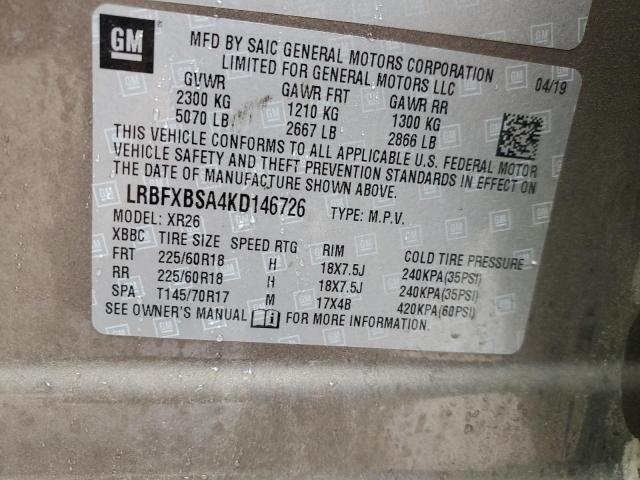 GM
MFD BY SAIC GENERAL MOTORS CORPORATION
LIMITED FOR GENERAL MOTORS LLC
04/19
GVWR GAWR FRT GAWR RR
2300 KG 1210 KG 1300 KG
5070 LB 2667 LB 2866 LB
THIS VEHICLE CONFORMS TO ALL APPLICABLE U.S. FEDERAL MOTOR
VEHICLE SAFETY AND THEFT PREVENTION STANDARDS IN EFFECT ON
THE DATE OF MANUFACTURE SHOWN ABOVE.
LRBFXBSA4KD146726 TYPE: M.P.V.
MODEL: XR26
XBBC TIRE SIZE SPEED RTG RIM COLD TIRE PRESSURE
FRT 225/60R18 H 18X7.5J 240KPA(35PSI)
RR 225/60R18 H 18X7.5J 240KPA(35PSI)
SPA T145/70R17 M 17X4B 420KPA(60PSI)
SEE OWNER'S MANUAL FOR MORE INFORMATION.